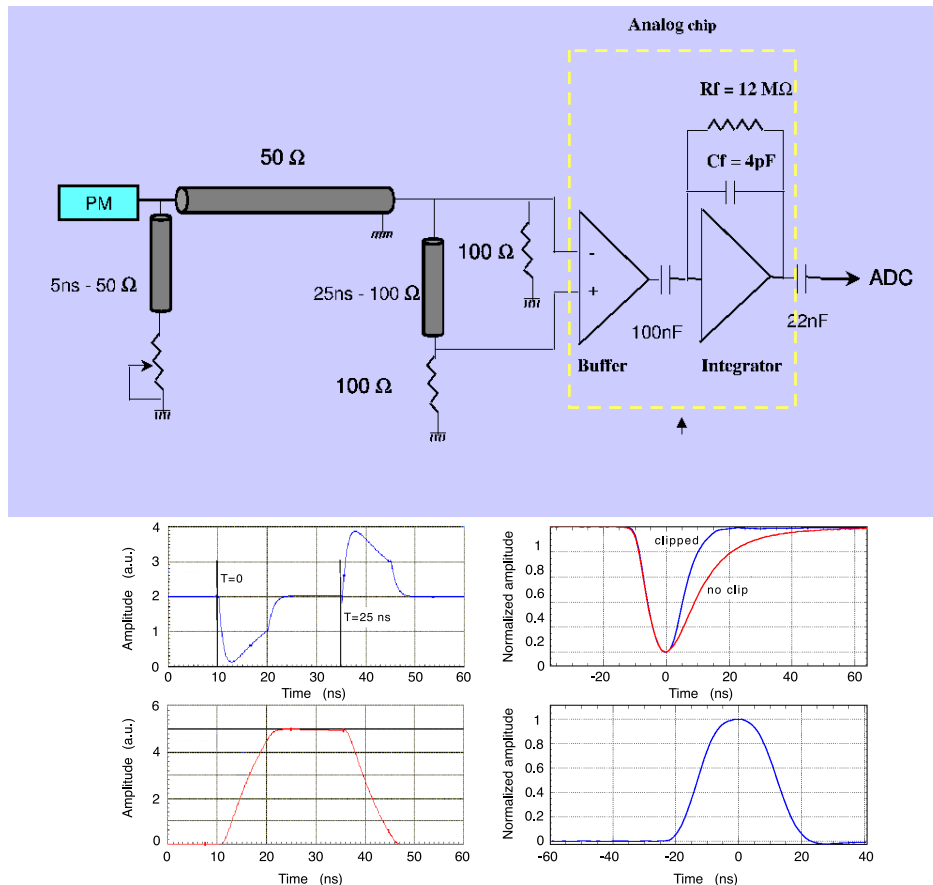 Analog chip
Rf = 12 MΩ
50 Ω
Cf = 4pF
PM
100 Ω
-
+
5ns - 50 Ω
25ns - 100 Ω
ADC
100nF
22nF
Buffer
Integrator
100 Ω
Amplitude (a.u.)
4
3
2
1
0
T=0
T=25 ns
0 10 20 30 40 50 60
Time (ns)
Normalized amplitude
1
0.8
0.6
0.4
0.2
0
clipped
no clip
-20 0 20 40 60
Time (ns)
Amplitude (a.u.)
6
4
2
0
0 10 20 30 40 50 60
Time (ns)
Normalized amplitude
1
0.8
0.6
0.4
0.2
0
-60 -40 -20 0 20 40
Time (ns)